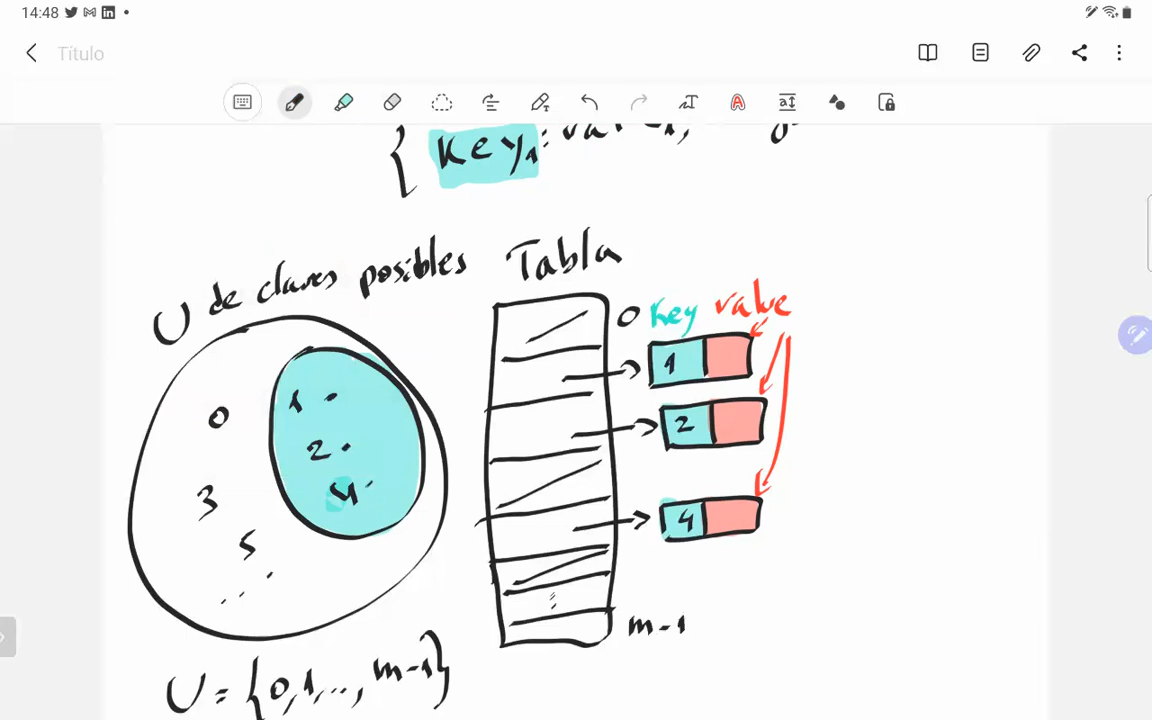 14:48
Título
{ key1:
U de claves posibles
Tabla
0 key value
1
2
4
0
1
2
4
3
5
...
m-1
U = {0,1,..., m-1}